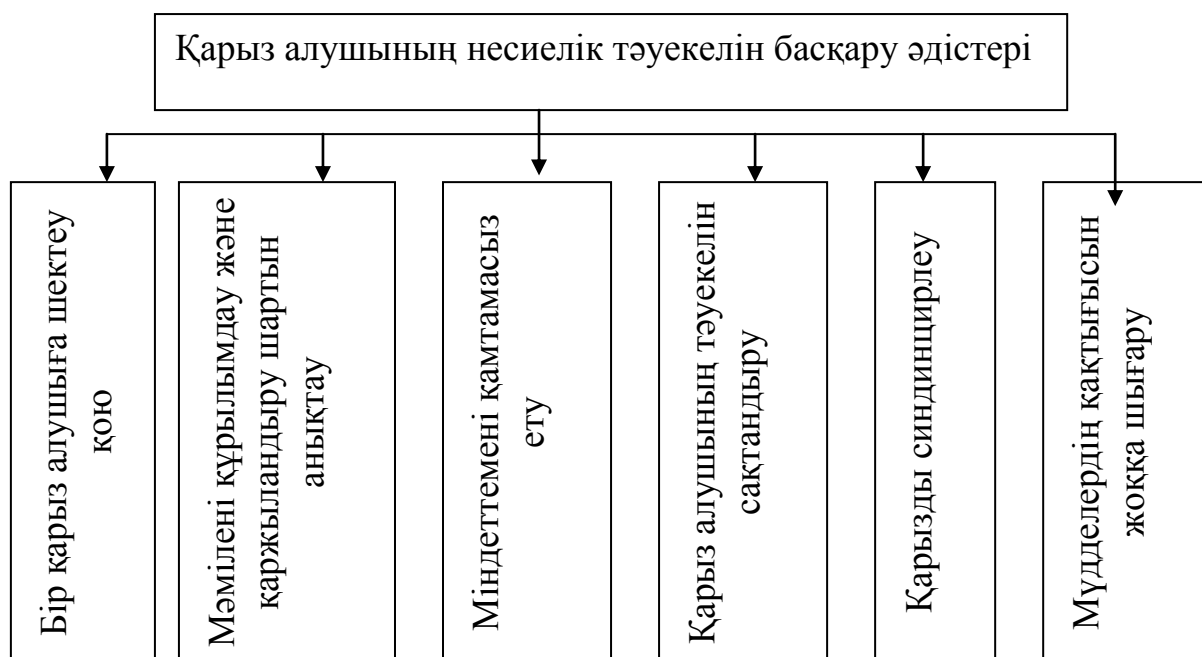 Қарыз алушының несиелік тәуекелін басқару әдістері
Бір қарыз алушыға шектеу
қою
Мәмілені құрылымдау және
қаржыландыру шартын
анықтау
Міндеттемені қамтамасыз
ету
Қарыз алушының тәуекелін
сақтандыру
Қарызды синдинцирлеу
Мүдделердің қақтығысын
жоққа шығару